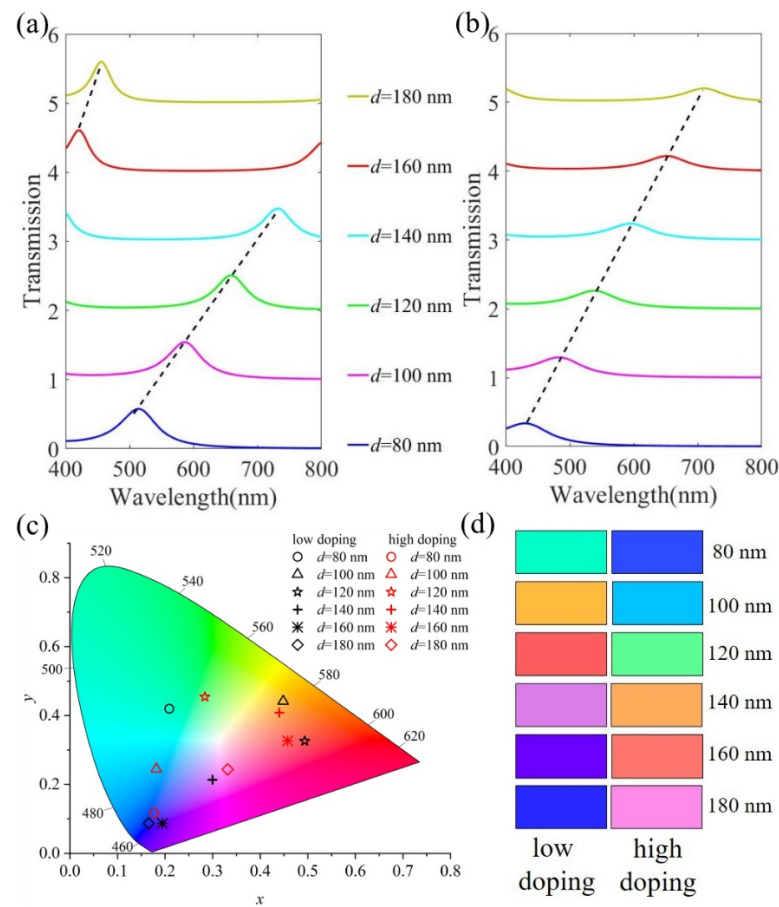 (a)
6
5
4
3
2
1
0
Transmission
400 500 600 700 800
Wavelength(nm)
d=180 nm
d=160 nm
d=140 nm
d=120 nm
d=100 nm
d=80 nm
(b)
6
5
4
3
2
1
0
Transmission
400 500 600 700 800
Wavelength(nm)
(c)
low doping high doping
d=80 nm d=80 nm
d=100 nm d=100 nm
d=120 nm d=120 nm
d=140 nm d=140 nm
d=160 nm d=160 nm
d=180 nm d=180 nm
520
540
560
580
600
620
500
480
460
0.8
0.6
0.4
0.2
0.0
y
0.0 0.1 0.2 0.3 0.4 0.5 0.6 0.7 0.8
x
(d)
80 nm
100 nm
120 nm
140 nm
160 nm
180 nm
low high
doping doping